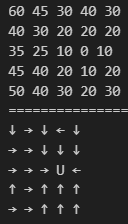 60 45 30 40 30
40 30 20 20 20
35 25 10 0 10
45 40 20 10 20
50 40 30 20 30
================
↓ → ↓ ← ↓
→ → ↓ ↓ ↓
→ → → U ←
↑ → ↑ ↑ ↑
→ → ↑ ↑ ↑